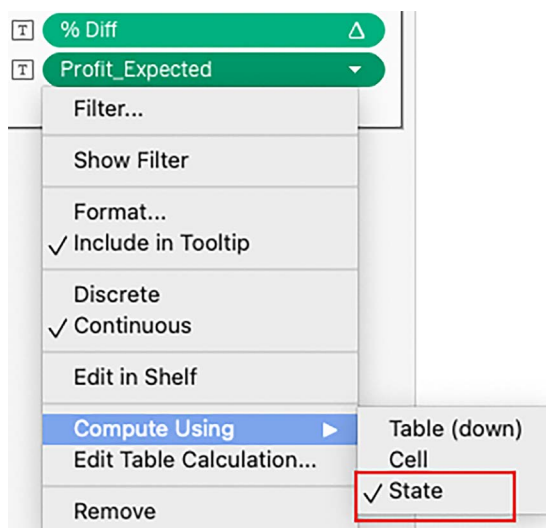 T % Diff
T Profit_Expected
Filter...
Show Filter
Format...
Include in Tooltip
Discrete
Continuous
Edit in Shelf
Compute Using
Table (down)
Edit Table Calculation...
Cell
State
Remove